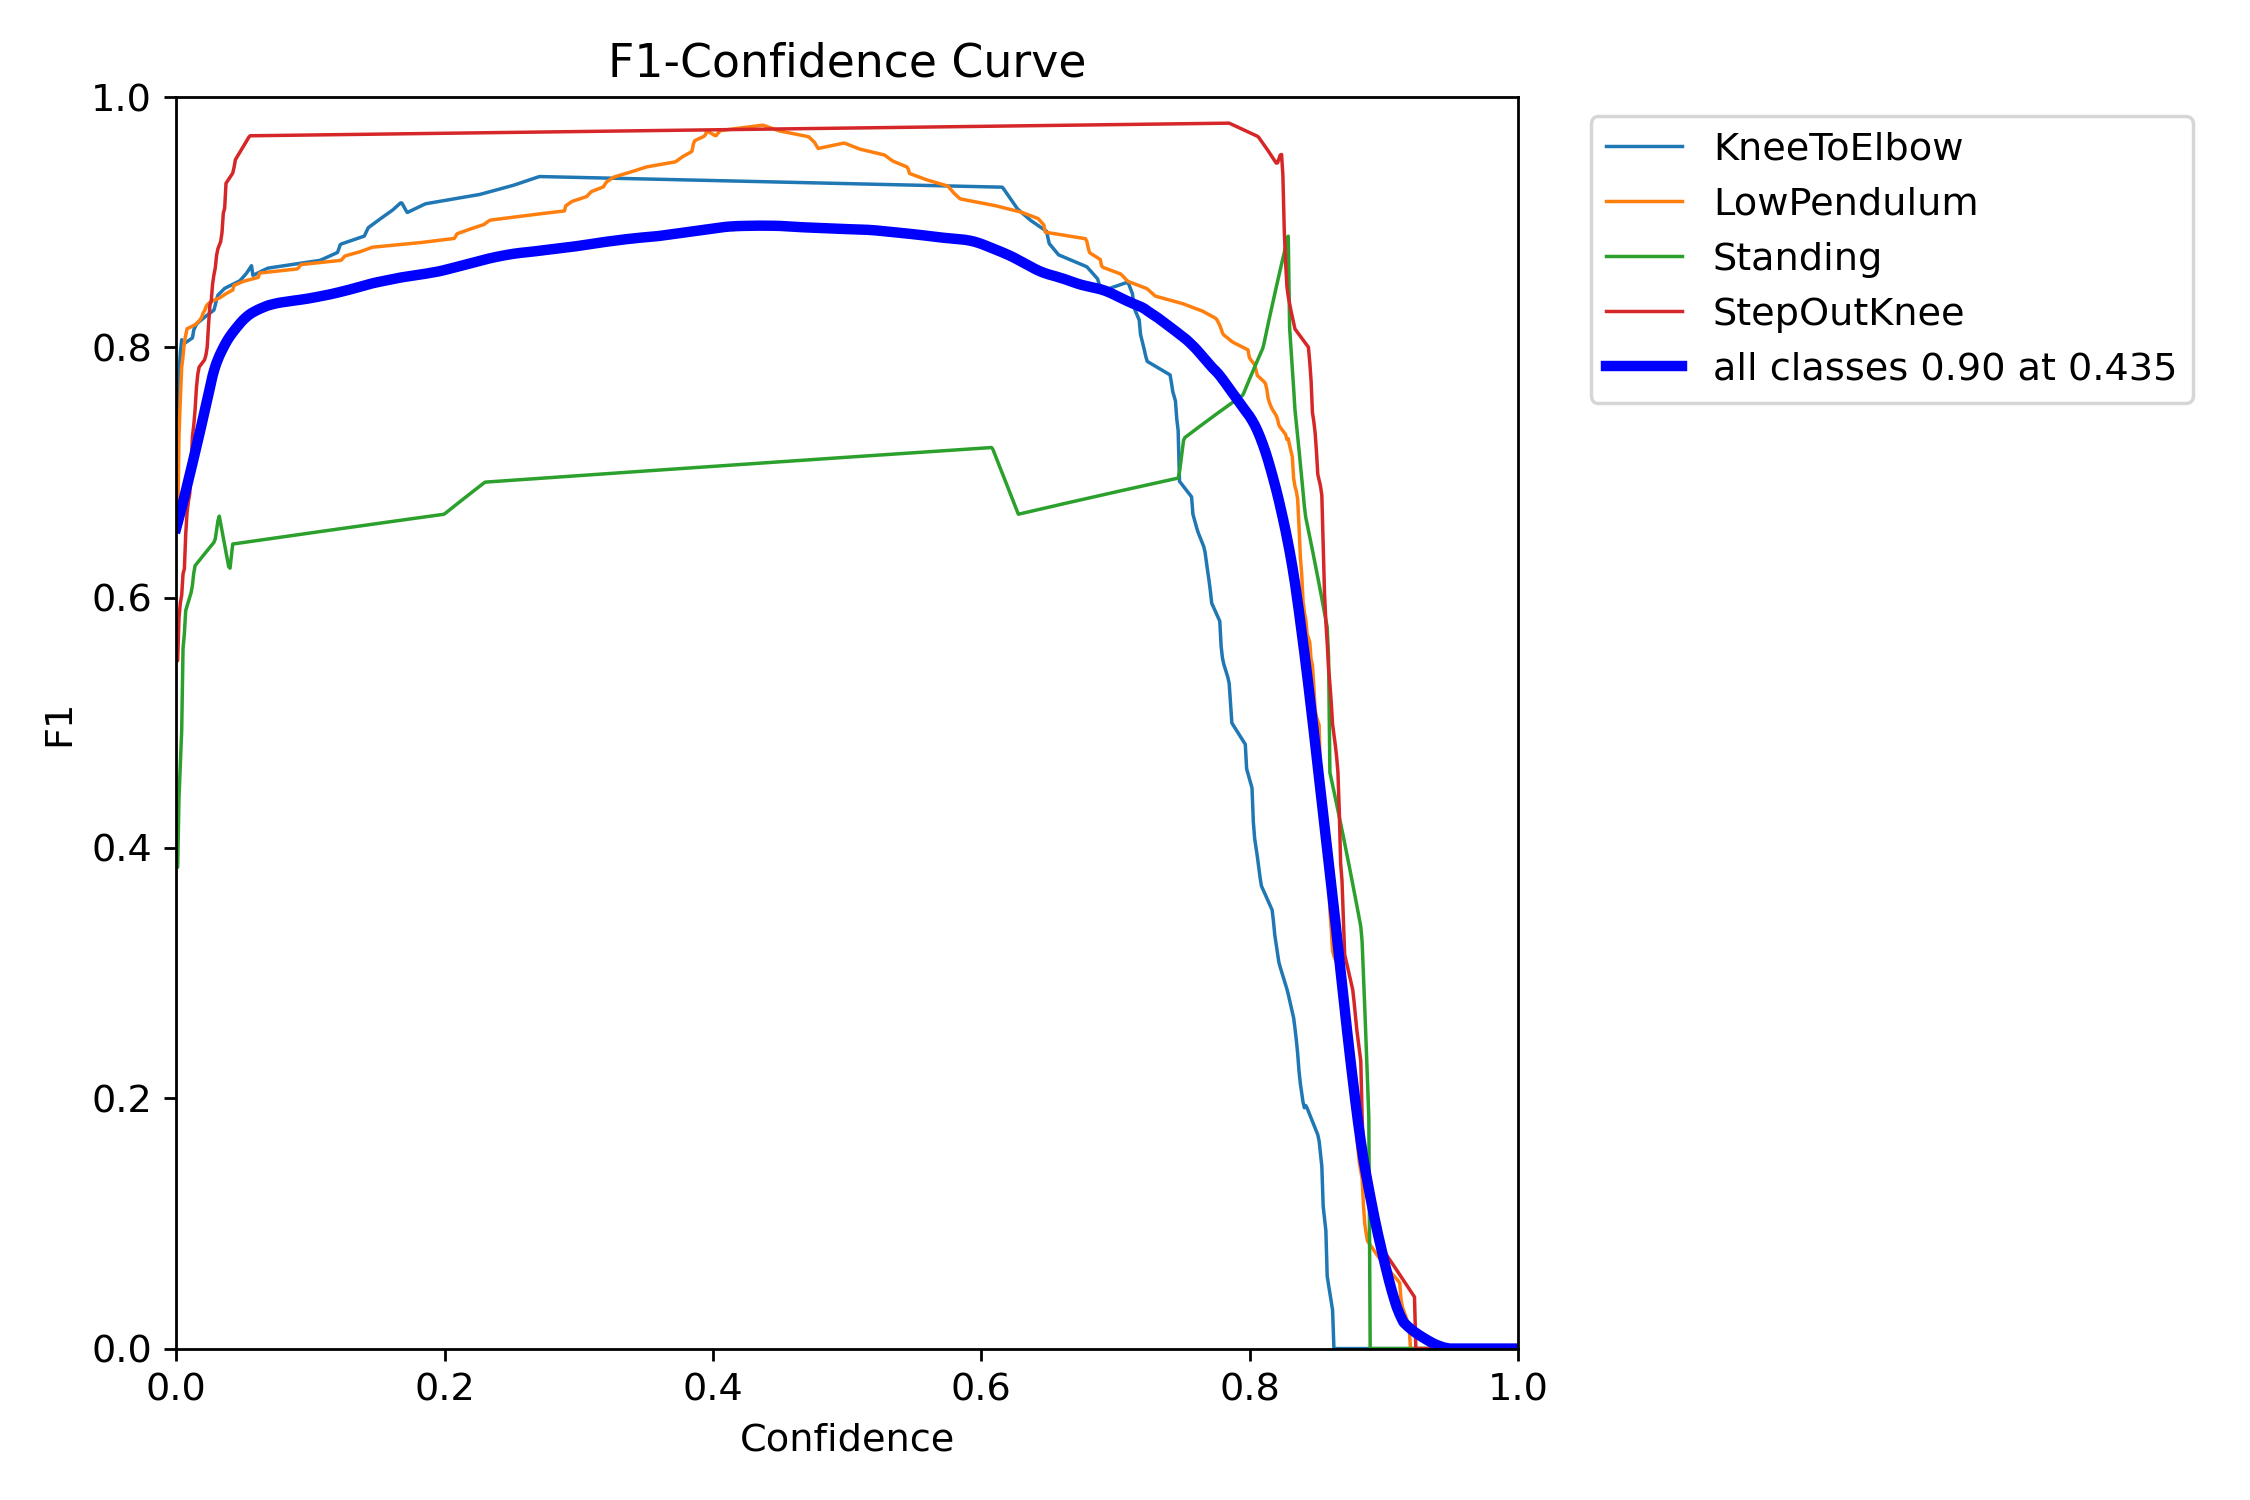 F1-Confidence Curve
1.0
0.8
0.6
0.4
0.2
0.0
F1
0.0 0.2 0.4 0.6 0.8 1.0
Confidence
KneeToElbow
LowPendulum
Standing
StepOutKnee
all classes 0.90 at 0.435